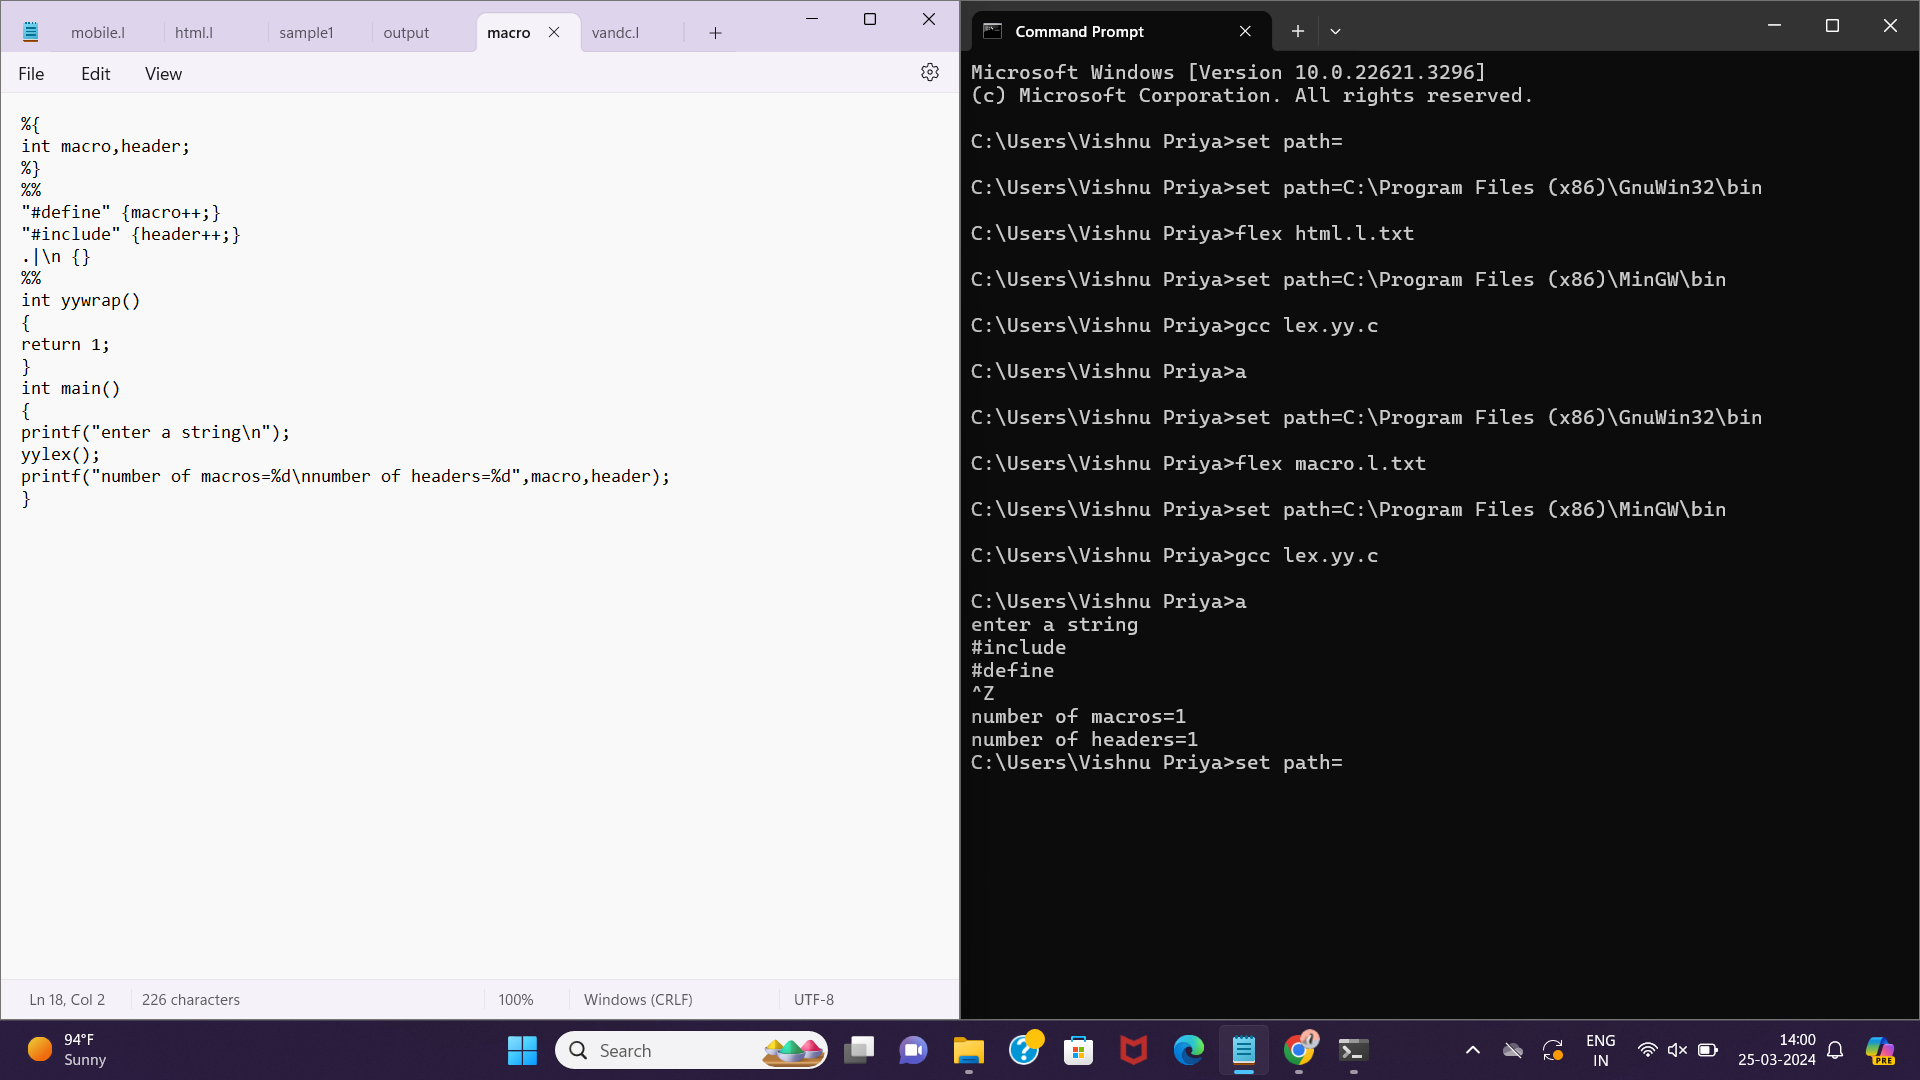 mobile.l
html.l
sample1
output
macro
vandc.l
File
Edit
View
%{
int macro,header;
%}
%%
"#define" {macro++;}
"#include" {header++;}
.|\n {}
%%
int yywrap()
{
return 1;
}
int main()
{
printf("enter a string\n");
yylex();
printf("number of macros=%d\nnumber of headers=%d",macro,header);
}
Ln 18, Col 2
226 characters
100%
Windows (CRLF)
UTF-8
Command Prompt
Microsoft Windows [Version 10.0.22621.3296]
(c) Microsoft Corporation. All rights reserved.
C:\Users\Vishnu Priya>set path=
C:\Users\Vishnu Priya>set path=C:\Program Files (x86)\GnuWin32\bin
C:\Users\Vishnu Priya>flex html.l.txt
C:\Users\Vishnu Priya>set path=C:\Program Files (x86)\MinGW\bin
C:\Users\Vishnu Priya>gcc lex.yy.c
C:\Users\Vishnu Priya>a
C:\Users\Vishnu Priya>set path=C:\Program Files (x86)\GnuWin32\bin
C:\Users\Vishnu Priya>flex macro.l.txt
C:\Users\Vishnu Priya>set path=C:\Program Files (x86)\MinGW\bin
C:\Users\Vishnu Priya>gcc lex.yy.c
C:\Users\Vishnu Priya>a
enter a string
#include
#define
^Z
number of macros=1
number of headers=1
C:\Users\Vishnu Priya>set path=
94°F
Sunny
Search
ENG
IN
14:00
25-03-2024
PRE